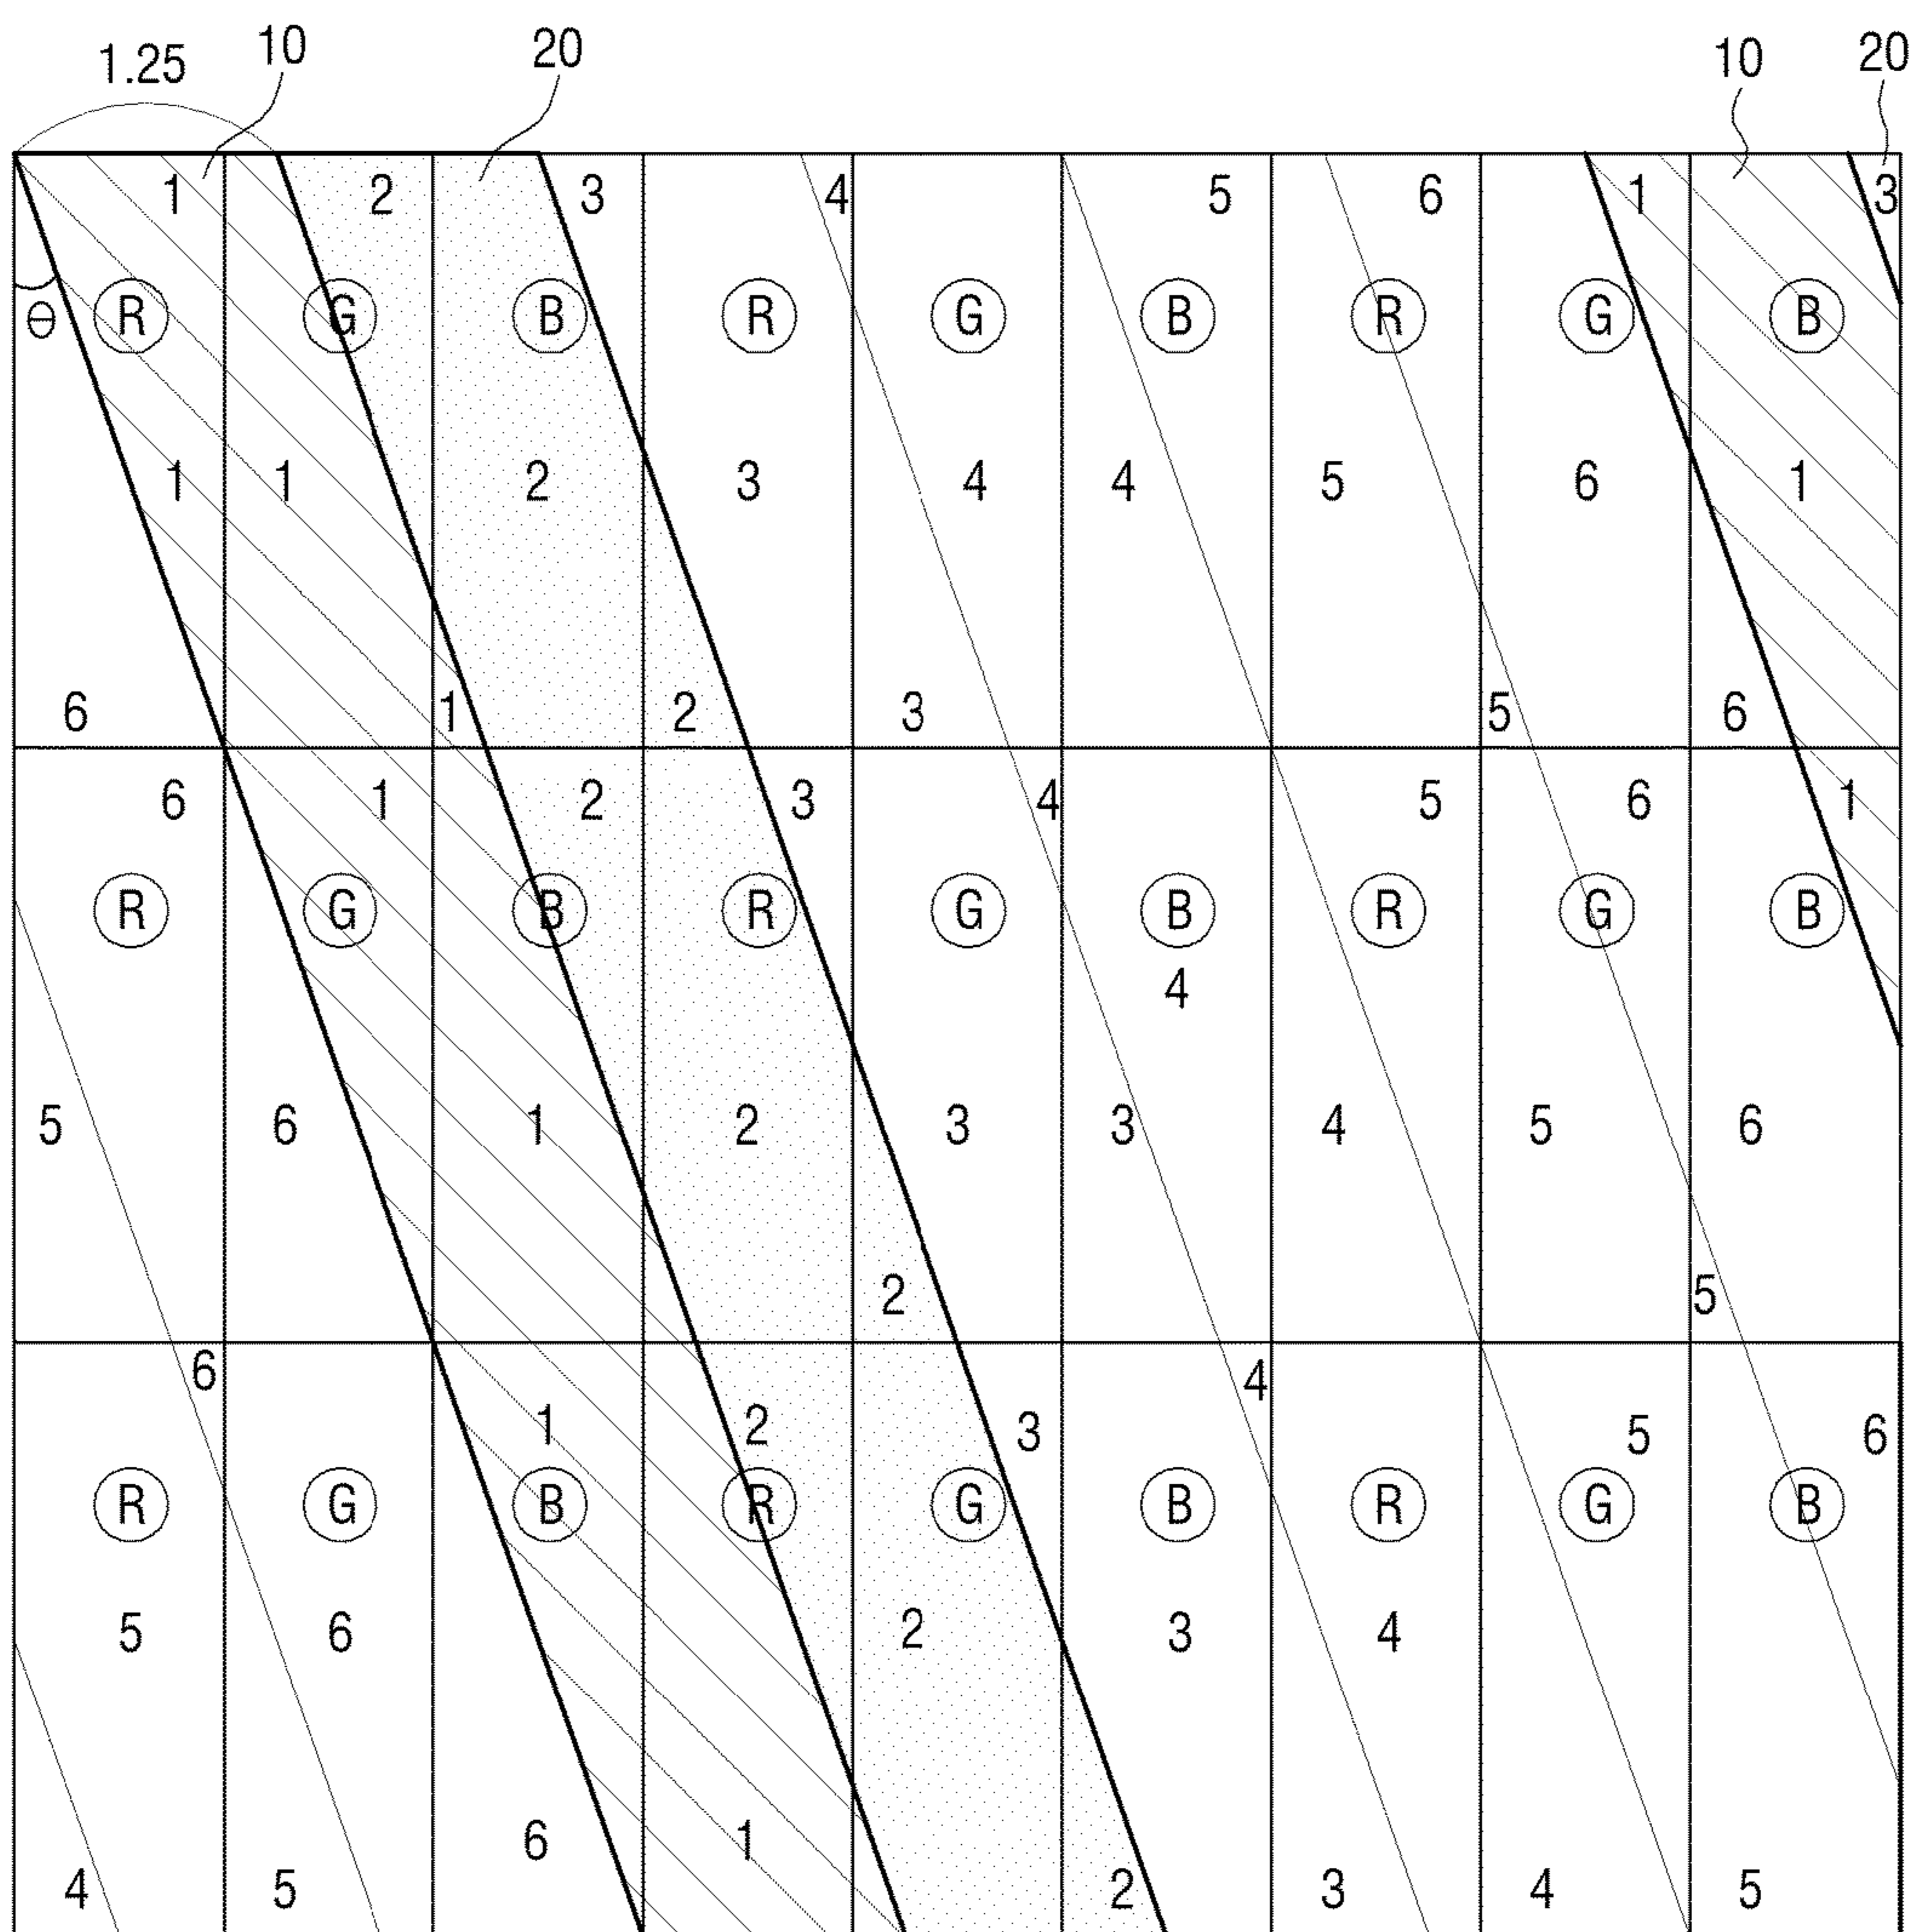 1.25 10 20 10 20
1 2 3 4 5 6 1 3
θ R G B R G B R G B
1 1 2 3 4 4 5 6 1
6 1 2 3 5 6
6 1 2 3 4 5 6 1
R G B R G B R G B
4
5 6 1 2 3 3 4 5 6
2 5
6 4
1 2 3 5 6
R G B R G B R G B
5 6 2 3 4
6 1
4 5 2 3 4 5